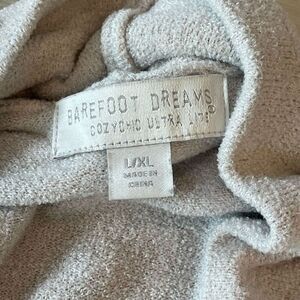 BAREFOOT DREAMS®
COZYCHIC ULTRA LITE®
L/XL
MADE IN
CHINA